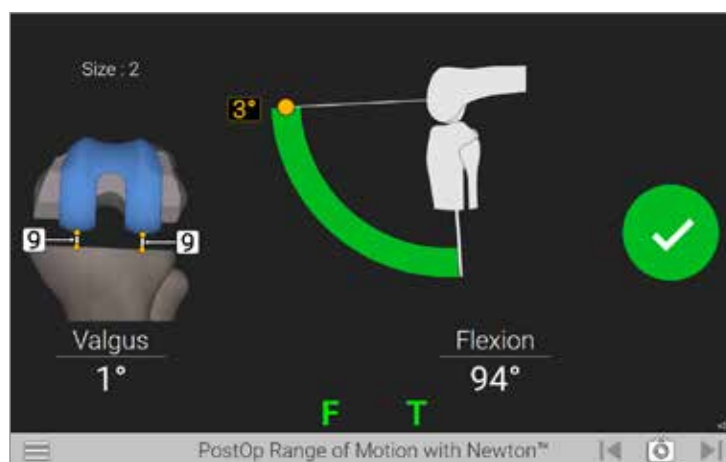 Size : 2
3°
9
9
Valgus
1°
Flexion
94°
F T
PostOp Range of Motion with Newton™